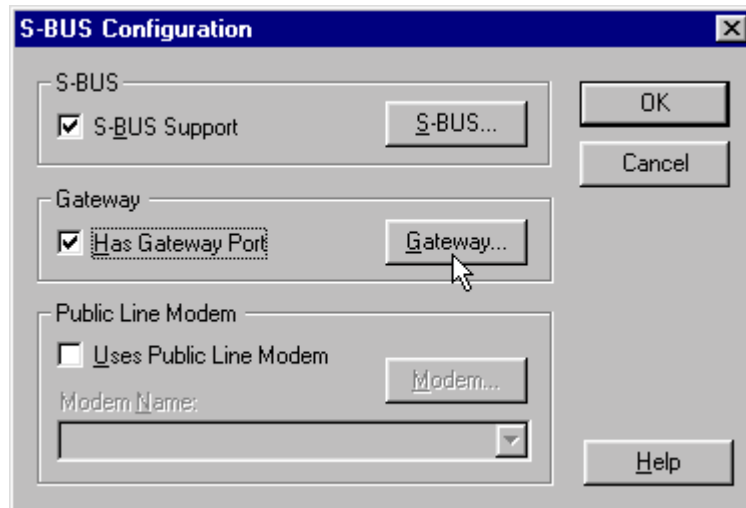 S-BUS Configuration
S-BUS
S-BUS Support
S-BUS...
OK
Cancel
Gateway
Has Gateway Port
Gateway...
Public Line Modem
Uses Public Line Modem
Modem...
Modem Name:
Help